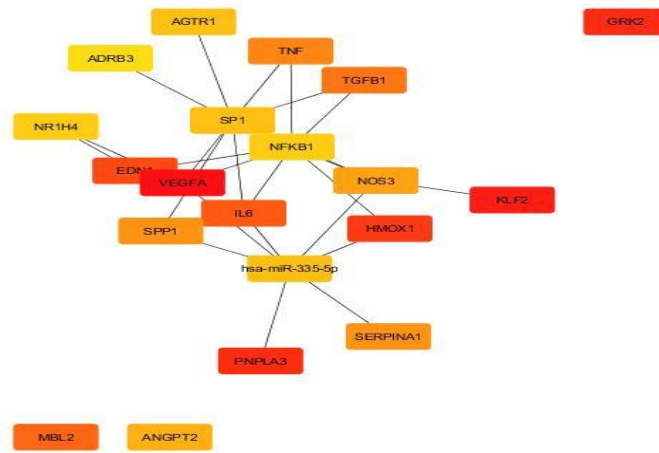 AGTR1
GRK2
ADRB3
TNF
TGFB1
SP1
NR1H4
NFKB1
EDN1
VEGFA
NOS3
KLF2
IL6
SPP1
HMOX1
hsa-miR-335-5p
SERPINA1
PNPLA3
MBL2
ANGPT2